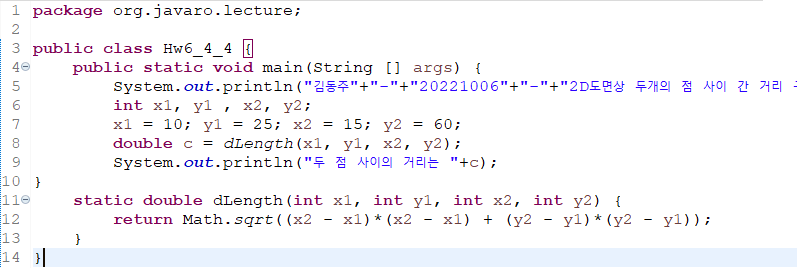 1 package org.javaro.lecture;
2
3 public class Hw6_4_4 {
4 public static void main(String [] args) {
5 System.out.println("김동주"+"-"+"20221006"+"-"+"2D도면상 두개의 점 사이 간 거리
6 int x1, y1 , x2, y2;
7 x1 = 10; y1 = 25; x2 = 15; y2 = 60;
8 double c = dLength(x1, y1, x2, y2);
9 System.out.println("두 점 사이의 거리는 "+c);
10 }
11 static double dLength(int x1, int y1, int x2, int y2) {
12 return Math.sqrt((x2 - x1)*(x2 - x1) + (y2 - y1)*(y2 - y1));
13 }
14 }